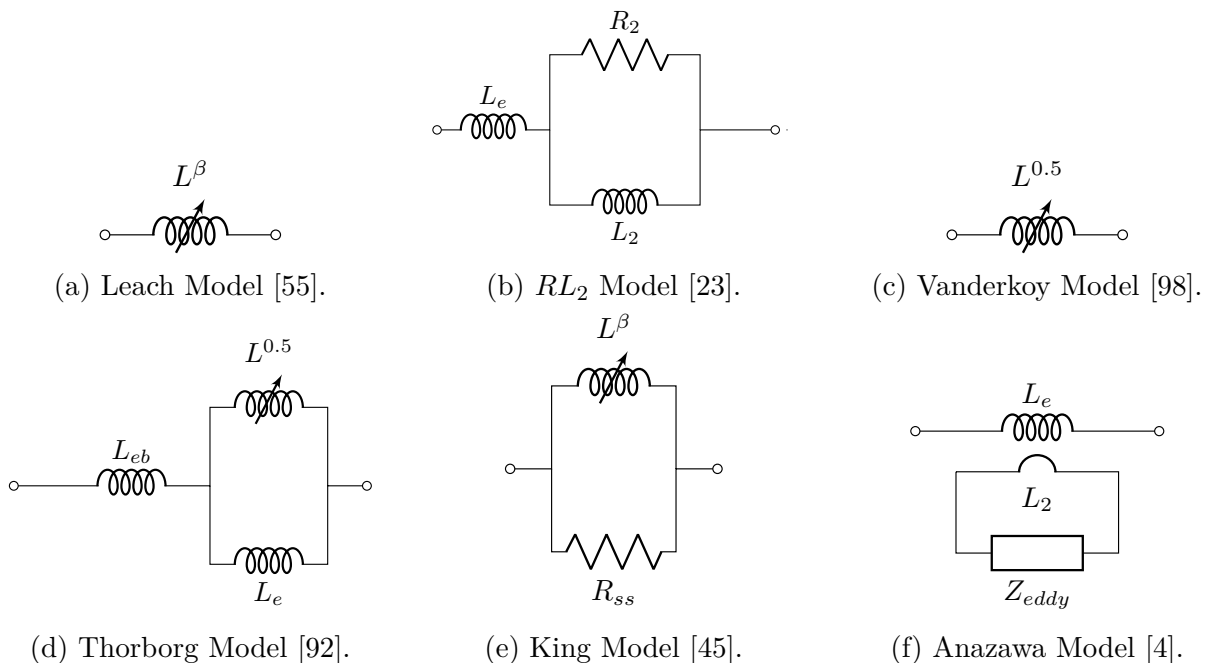 L^β
(a) Leach Model [55].
R_2
L_e
L_2
(b) RL_2 Model [23].
L^0.5
(c) Vanderkoy Model [98].
L^0.5
L_eb
L_e
(d) Thorborg Model [92].
L^β
R_ss
(e) King Model [45].
L_e
L_2
Z_eddy
(f) Anazawa Model [4].